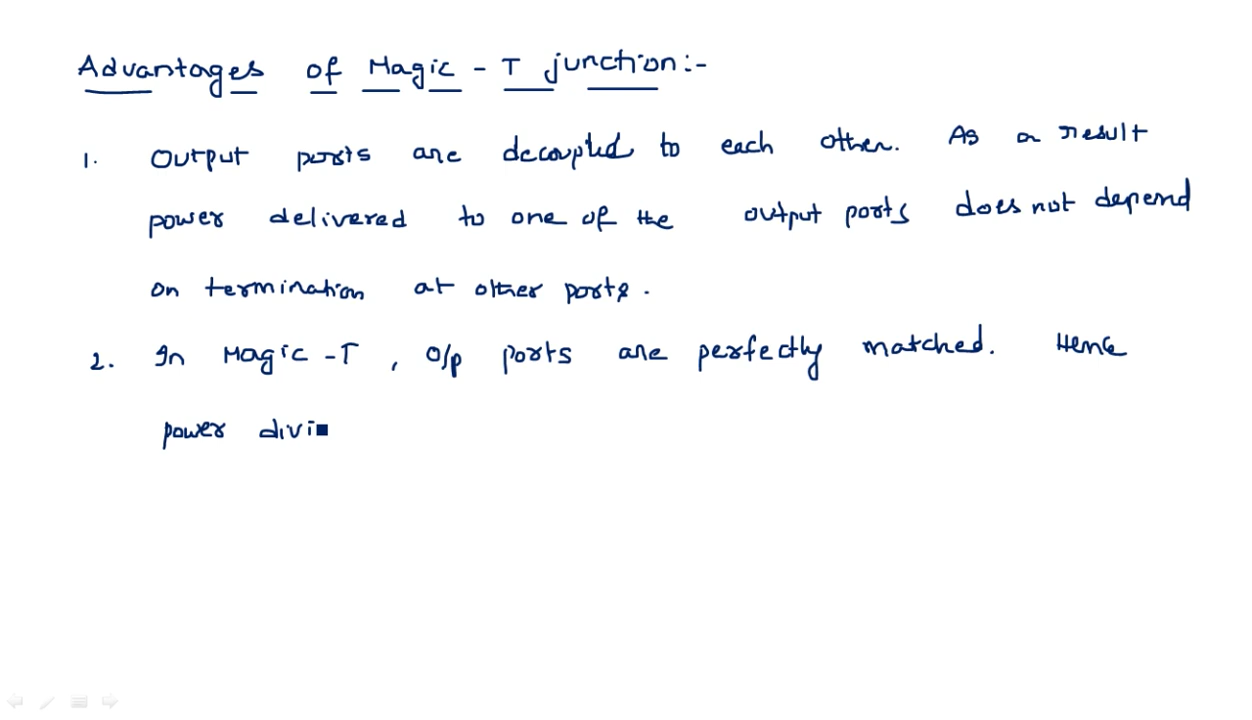 Advantages of Magic - T junction:-
1. Output ports are decoupled to each other. As a result
power delivered to one of the output ports does not depend
on termination at other ports.
2. In Magic -T, O/p ports are perfectly matched. Hence
power divi